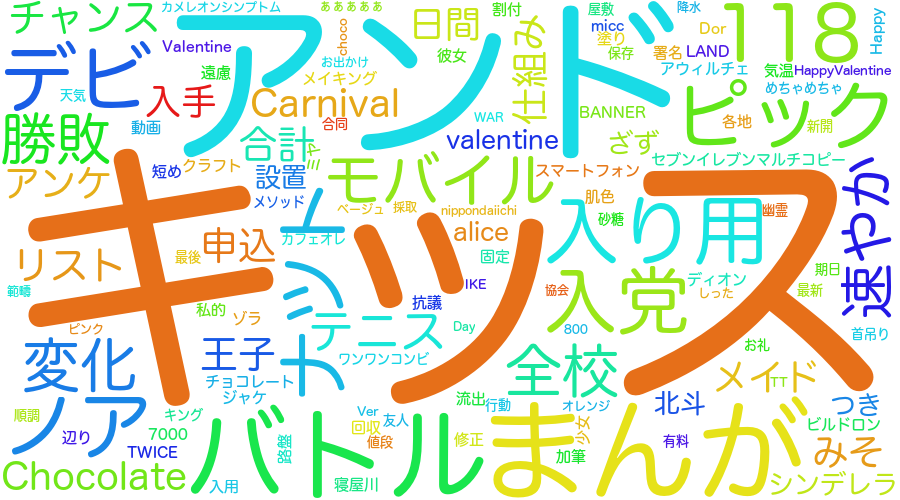 カメレオンシンプトム
ぁぁぁぁぁ
割付
屋敷
降水
チャンス
choco
日間
micc
Dor
Happy
アンド
118
塗り
Valentine
お出かけ
彼女
仕組み
保存
署名
LAND
デビ
遠慮
メイキング
アウィルチェ
気温
HappyValentine
天気
入手
Carnival
WAR
BANNER
ピック
めちゃめちゃ
勝敗
動画
合同
valentine
ざず
各地
新開
合計
セブンイレブンマルチコピー
アンケ
短め
クラフト
設置
モバイル
スマートフォン
速やか
キッズ
メソッド
ページュ
採取
nippondaiichi
肌色
幽霊
リスト
申込
カフェオレ
alice
入り用
砂糖
最後
固定
ディオン
期日
範疇
私的
ゾラ
ガジェ
抗議
IKE
入党
協会
しった
最新
変化
ピンク
テニス
Day
800
首吊り
王子
ワンワンコンビ
全校
お礼
チョコレート
メイド
TT
ジャケ
流出
行動
オレンジ
北斗
つき
ノア
順調
キング
バトル
Ver
友人
まんが
少女
ビルドロン
辺り
7000
回収
値段
修正
有料
みそ
TWICE
路盤
加筆
Chocolate
入用
寝屋川
シンデレラ